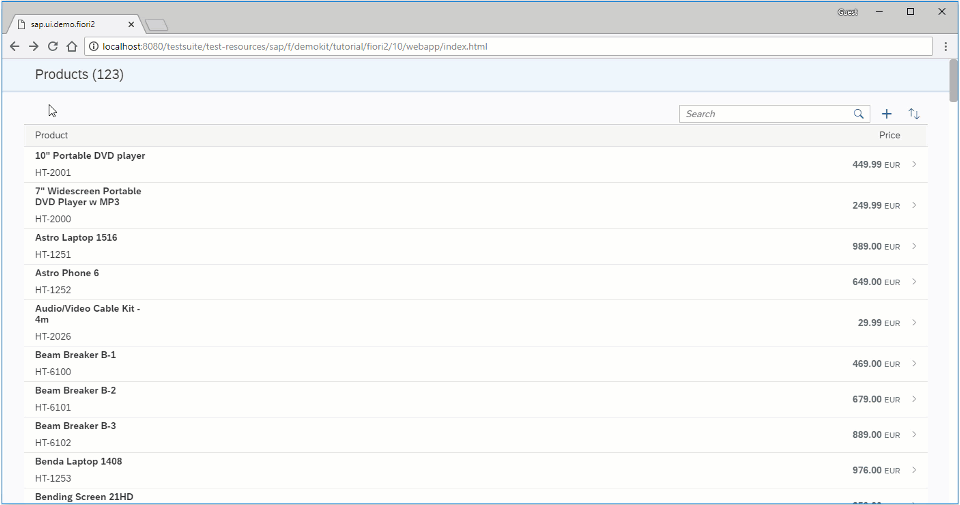 Guest
sap.ui.demo.fiori2
localhost:8080/testsuite/test-resources/sap/f/demokit/tutorial/fiori2/10/webapp/index.html
Products (123)
Search
Product Price
10" Portable DVD player
HT-2001
449.99 EUR
7" Widescreen Portable
DVD Player w MP3
HT-2000
249.99 EUR
Astro Laptop 1516
HT-1251
989.00 EUR
Astro Phone 6
HT-1252
649.00 EUR
Audio/Video Cable Kit -
4m
HT-2026
29.99 EUR
Beam Breaker B-1
HT-6100
469.00 EUR
Beam Breaker B-2
HT-6101
679.00 EUR
Beam Breaker B-3
HT-6102
889.00 EUR
Benda Laptop 1408
HT-1253
976.00 EUR
Bending Screen 21HD